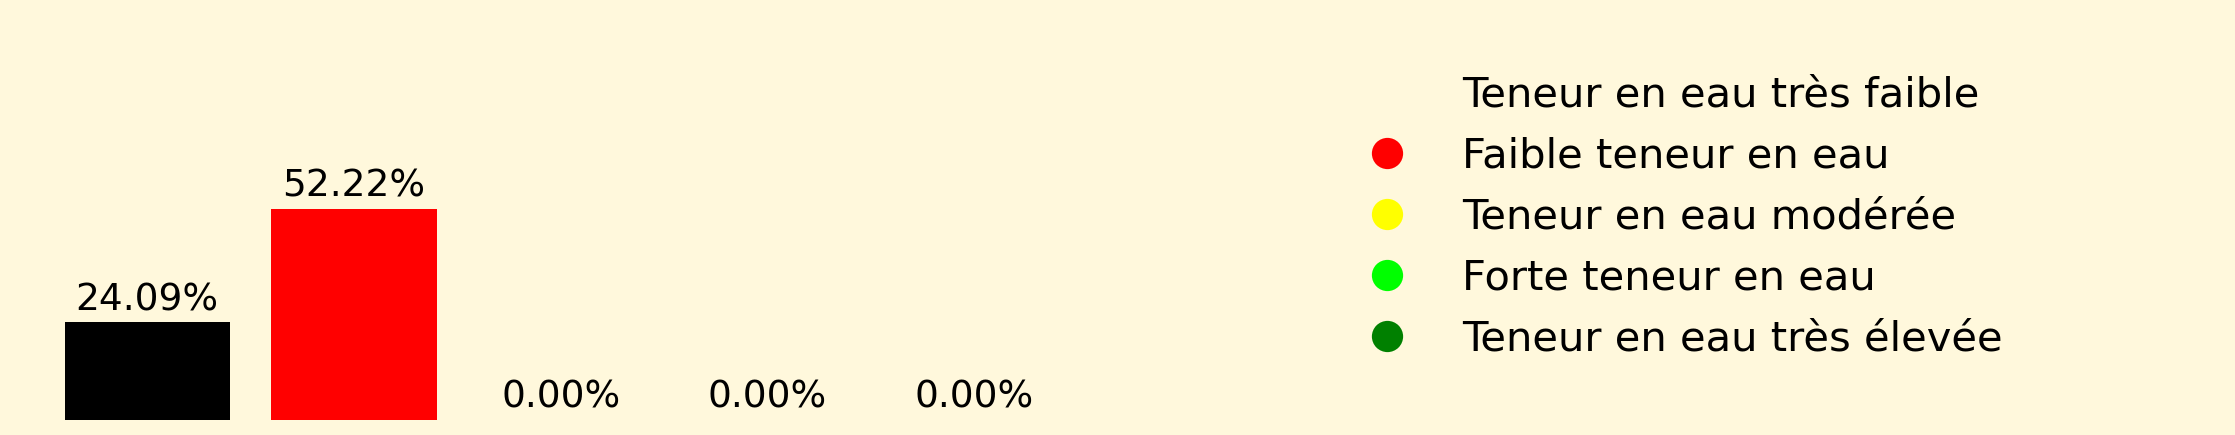 24.09%
52.22%
0.00%
0.00%
0.00%
Teneur en eau très faible
Faible teneur en eau
Teneur en eau modérée
Forte teneur en eau
Teneur en eau très élevée